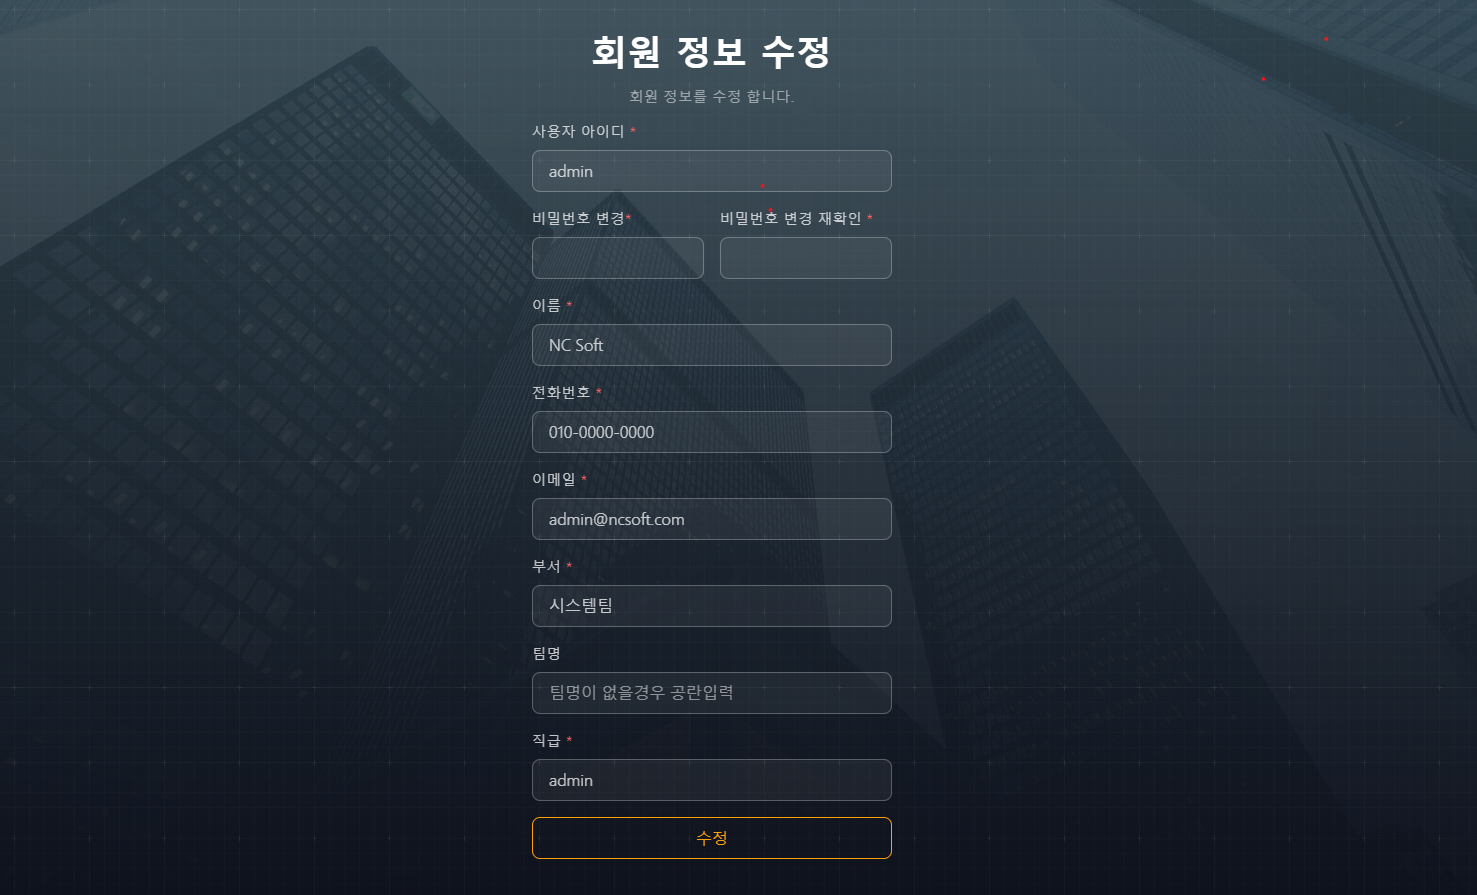 회원 정보 수정
회원 정보를 수정 합니다.
사용자 아이디 *
admin
비밀번호 변경* 비밀번호 변경 재확인 *
이름 *
NC Soft
전화번호 *
010-0000-0000
이메일 *
admin@ncsoft.com
부서 *
시스템팀
팀명
팀명이 없을경우 공란입력
직급 *
admin
수정